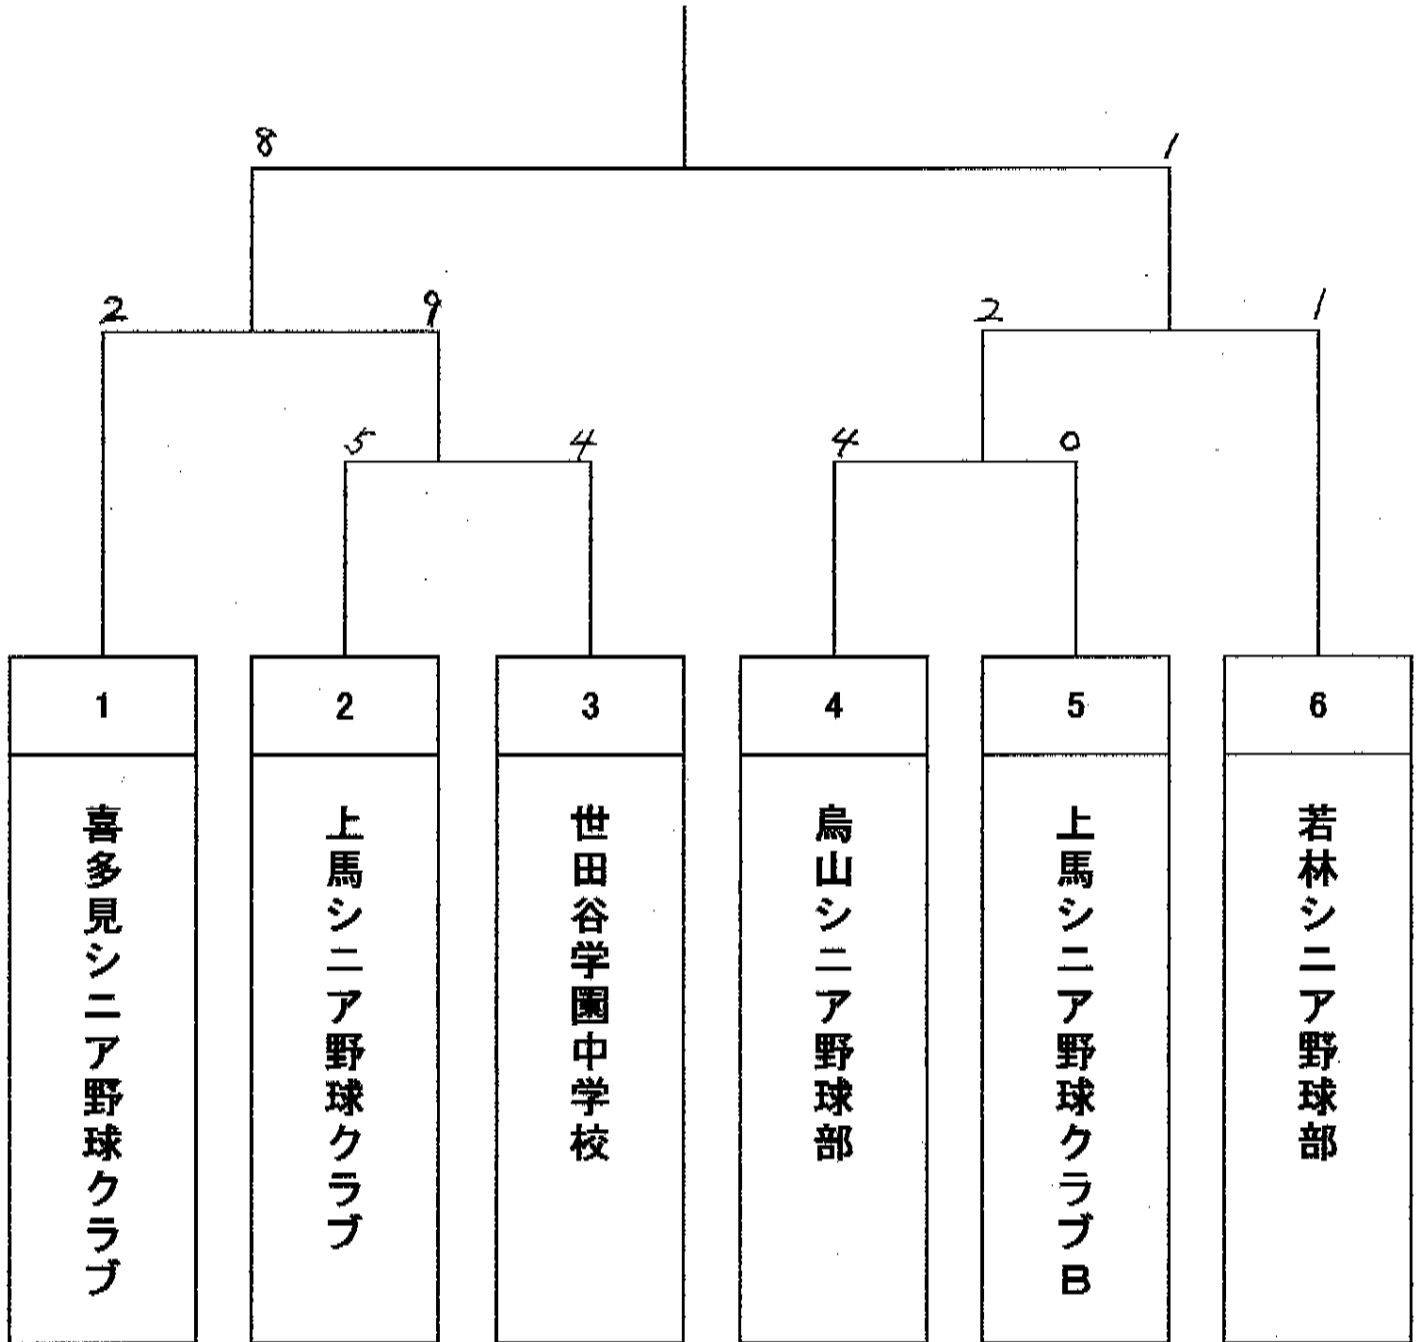 8 1
2 9 2 1
5 4 4 0
1 2 3 4 5 6
喜多見シニア野球クラブ
上馬シニア野球クラブ
世田谷学園中学校
烏山シニア野球部
上馬シニア野球クラブB
若林シニア野球部